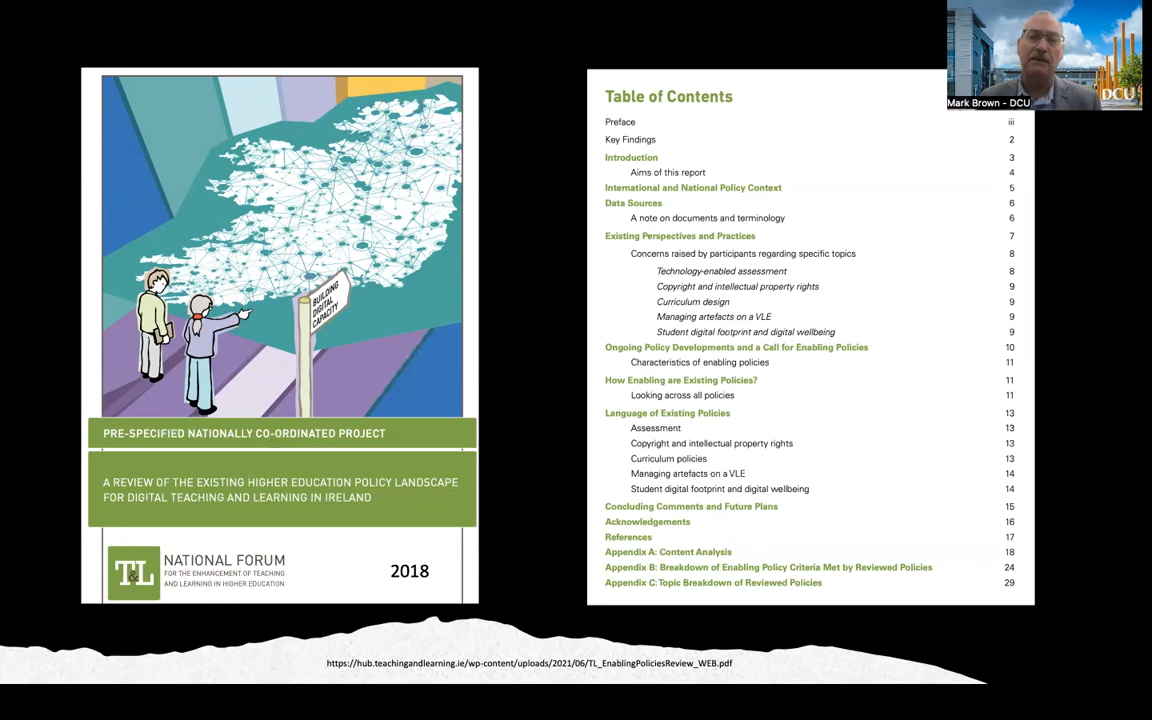 BUILDING
DIGITAL
CAPACITY
PRE-SPECIFIED NATIONALLY CO-ORDINATED PROJECT
A REVIEW OF THE EXISTING HIGHER EDUCATION POLICY LANDSCAPE
FOR DIGITAL TEACHING AND LEARNING IN IRELAND
T&L
NATIONAL FORUM
FOR THE ENHANCEMENT OF TEACHING
AND LEARNING IN HIGHER EDUCATION
2018
Table of Contents
Preface iii
Key Findings 2
Introduction 3
Aims of this report 4
International and National Policy Context 5
Data Sources 6
A note on documents and terminology 6
Existing Perspectives and Practices 7
Concerns raised by participants regarding specific topics 8
Technology-enabled assessment 8
Copyright and intellectual property rights 9
Curriculum design 9
Managing artefacts on a VLE 9
Student digital footprint and digital wellbeing 9
Ongoing Policy Developments and a Call for Enabling Policies 10
Characteristics of enabling policies 11
How Enabling are Existing Policies? 11
Looking across all policies 11
Language of Existing Policies 13
Assessment 13
Copyright and intellectual property rights 13
Curriculum policies 13
Managing artefacts on a VLE 14
Student digital footprint and digital wellbeing 14
Concluding Comments and Future Plans 15
Acknowledgements 16
References 17
Appendix A: Content Analysis 18
Appendix B: Breakdown of Enabling Policy Criteria Met by Reviewed Policies 24
Appendix C: Topic Breakdown of Reviewed Policies 29
DCU
Mark Brown - DCU
https://hub.teachingandlearning.ie/wp-content/uploads/2021/06/TL_EnablingPoliciesReview_WEB.pdf